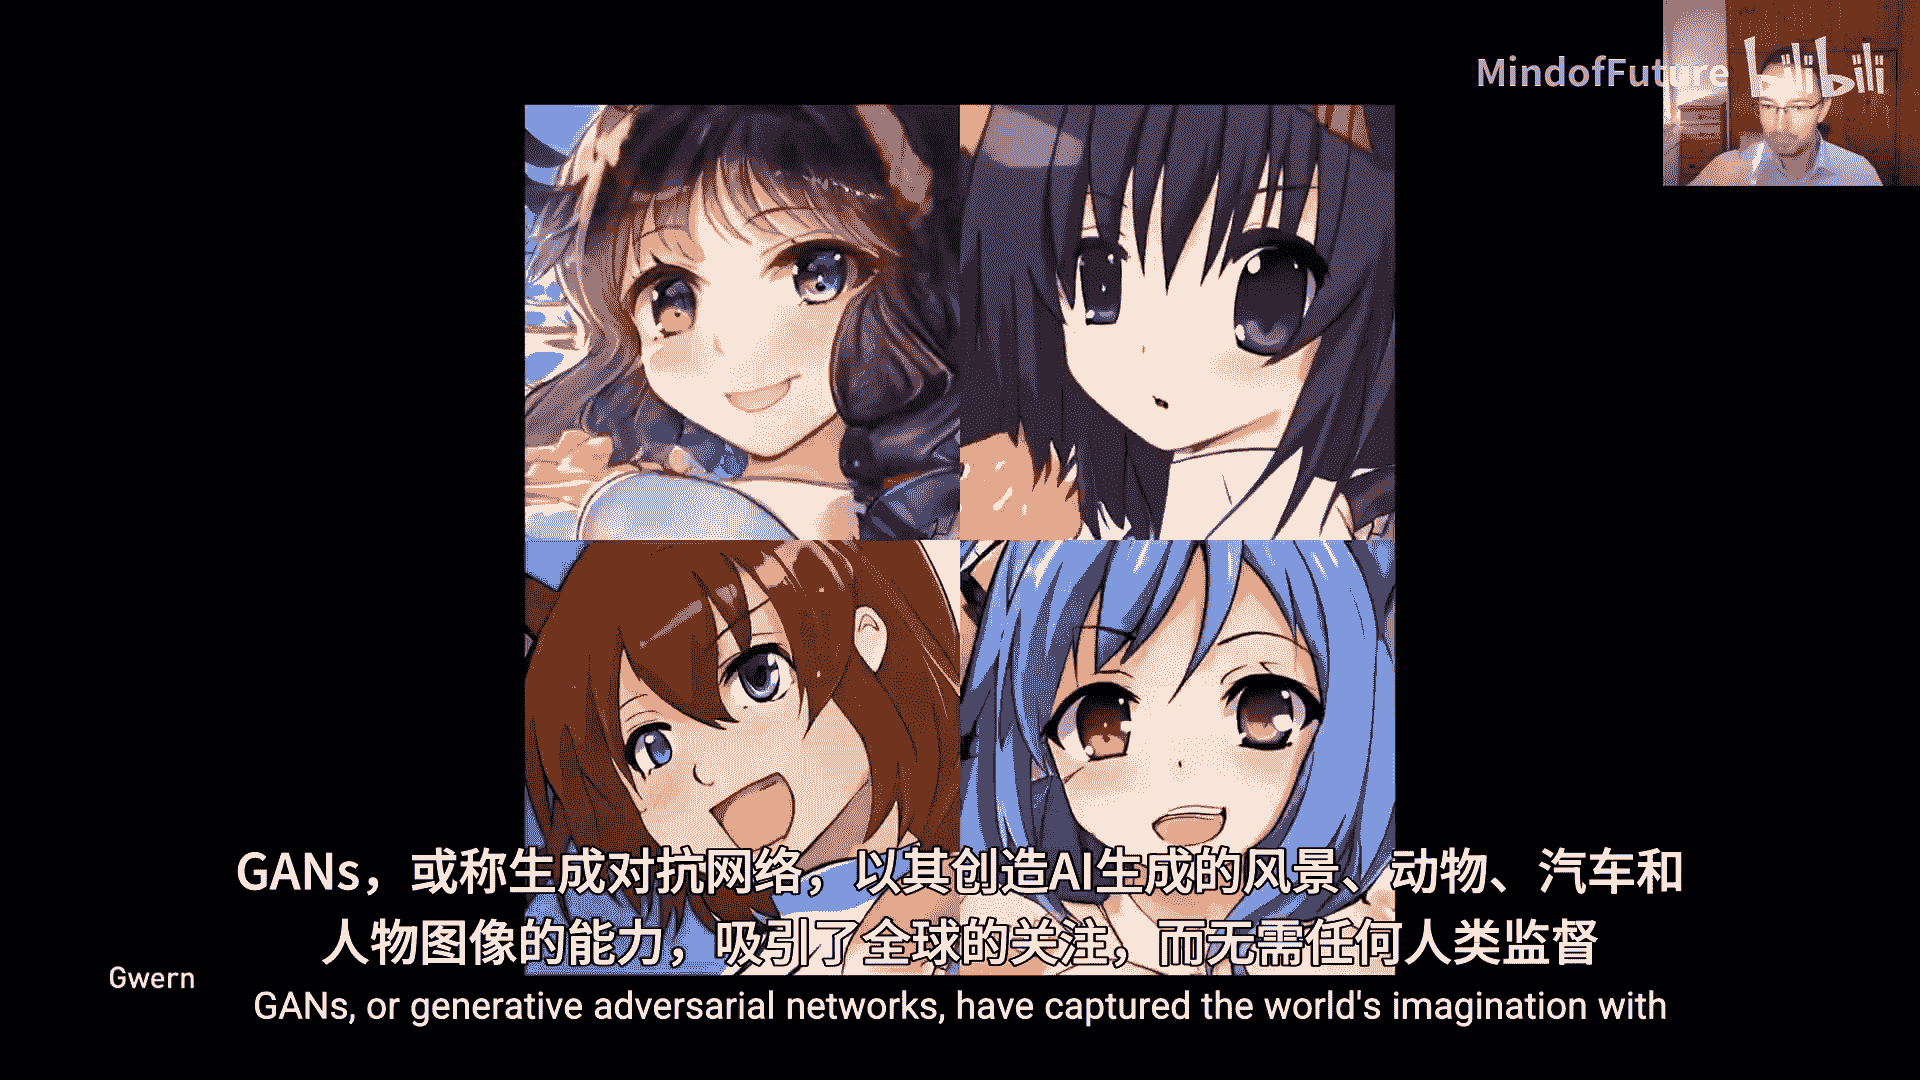 MindofFuture bilibili
GANs，或称生成对抗网络，以其创造AI生成的风景、动物、汽车和
人物图像的能力，吸引了全球的关注，而无需任何人类监督
Gwern
GANs, or generative adversarial networks, have captured the world's imagination with